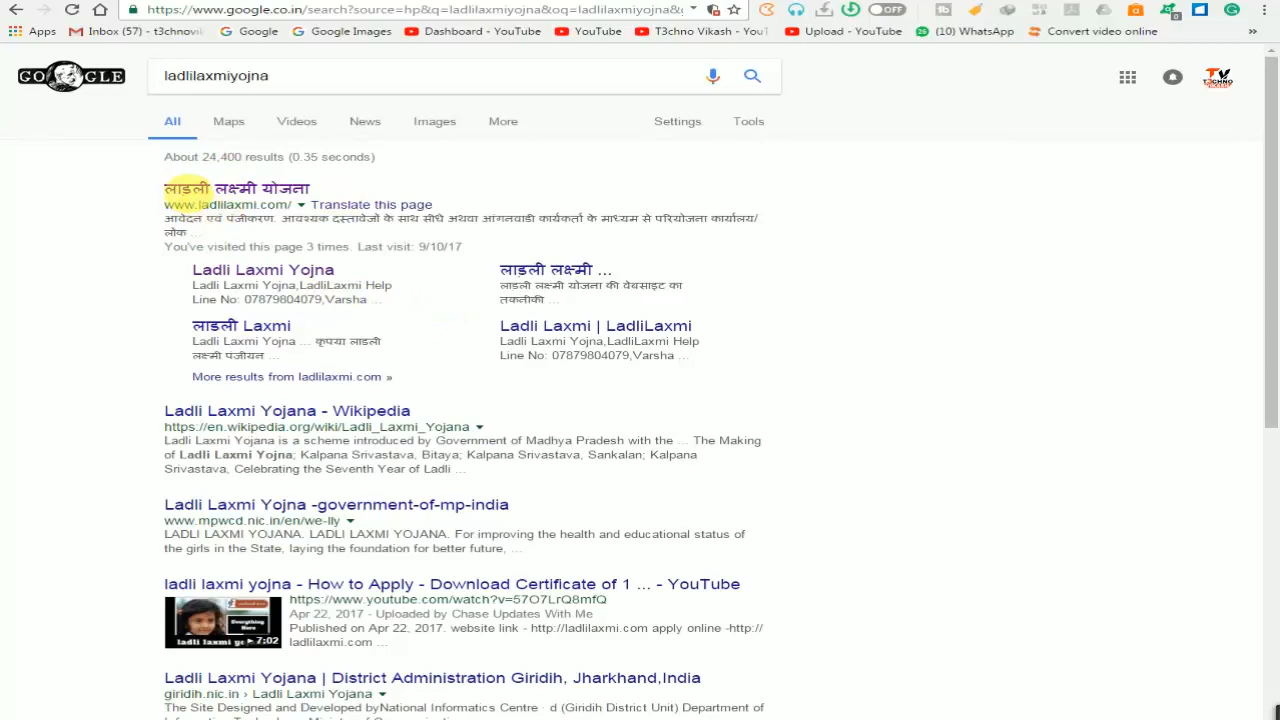 https://www.google.co.in/search?source=hp&q=ladlilaxmiyojna&oq=ladlilaxmiyojna&
OFF
Apps Inbox (57) - t3chnovi Google Google Images Dashboard - YouTube YouTube T3chno Vikash - You Upload - YouTube (10) WhatsApp Convert video online »
GOOGLE ladlilaxmiyojna
TV T3CHNO VIKASH
All Maps Videos News Images More Settings Tools
About 24,400 results (0.35 seconds)
लाड़ली लक्ष्मी योजना
www.ladlilaxmi.com/ Translate this page
आवेदन एवं पंजीकरण. आवश्यक दस्तावेजों के साथ सीधे अथवा आंगनवाडी कार्यकर्ता के माध्यम से परियोजना कार्यालय/
लोक ...
You've visited this page 3 times. Last visit: 9/10/17
Ladli Laxmi Yojna
Ladli Laxmi Yojna,LadliLaxmi Help
Line No: 07879804079,Varsha ...
लाड़ली लक्ष्मी ...
लाडली लक्ष्मी योजना की वेबसाइट का
तकनीकी ...
लाडली Laxmi
Ladli Laxmi Yojna ... कृपया लाडली
लक्ष्मी पंजीयन ...
Ladli Laxmi | LadliLaxmi
Ladli Laxmi Yojna,LadliLaxmi Help
Line No: 07879804079,Varsha ...
More results from ladlilaxmi.com »
Ladli Laxmi Yojana - Wikipedia
https://en.wikipedia.org/wiki/Ladli_Laxmi_Yojana
Ladli Laxmi Yojana is a scheme introduced by Government of Madhya Pradesh with the ... The Making
of Ladli Laxmi Yojna; Kalpana Srivastava, Bitaya; Kalpana Srivastava, Sankalan; Kalpana
Srivastava, Celebrating the Seventh Year of Ladli ...
Ladli Laxmi Yojna -government-of-mp-india
www.mpwcd.nic.in/en/we-lly
LADLI LAXMI YOJANA. LADLI LAXMI YOJANA. For improving the health and educational status of
the girls in the State, laying the foundation for better future, ...
ladli laxmi yojna - How to Apply - Download Certificate of 1 ... - YouTube
https://www.youtube.com/watch?v=57O7LrQ8mfQ
Apr 22, 2017 - Uploaded by Chase Updates With Me
Published on Apr 22, 2017. website link - http://ladlilaxmi.com apply online -http://
ladlilaxmi.com ...
Everything
Here
ladli laxmi yo
7:02
Ladli Laxmi Yojana | District Administration Giridih, Jharkhand,India
giridih.nic.in › Ladli Laxmi Yojana
The Site Designed and Developed byNational Informatics Centre · d (Giridih District Unit) Department of